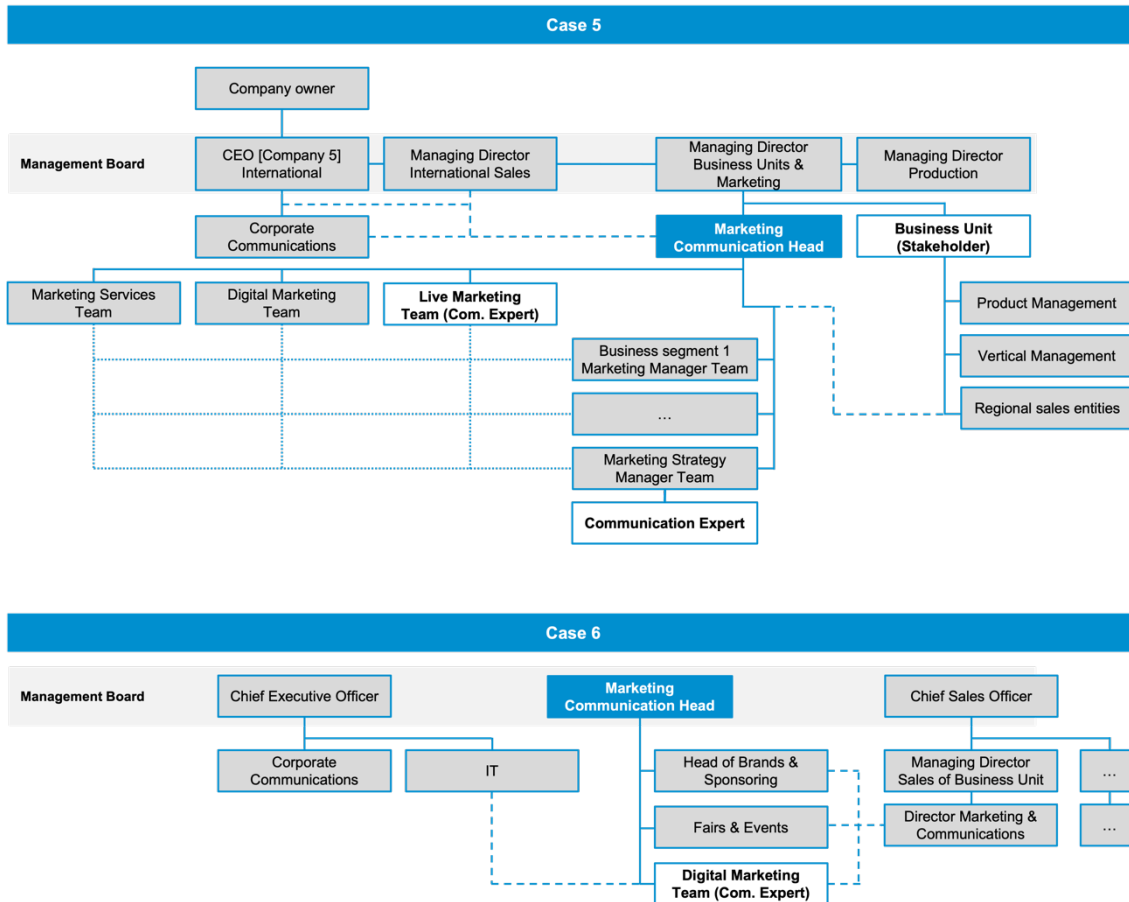 Case 5
Company owner
Management Board
CEO [Company 5]
International
Managing Director
International Sales
Managing Director
Business Units &
Marketing
Managing Director
Production
Corporate
Communications
Marketing
Communication Head
Business Unit
(Stakeholder)
Marketing Services
Team
Digital Marketing
Team
Live Marketing
Team (Com. Expert)
Product Management
Business segment 1
Marketing Manager Team
Vertical Management
…
Regional sales entities
Marketing Strategy
Manager Team
Communication Expert
Case 6
Management Board
Chief Executive Officer
Marketing
Communication Head
Chief Sales Officer
Corporate
Communications
IT
Head of Brands &
Sponsoring
Managing Director
Sales of Business Unit
…
Fairs & Events
Director Marketing &
Communications
…
Digital Marketing
Team (Com. Expert)